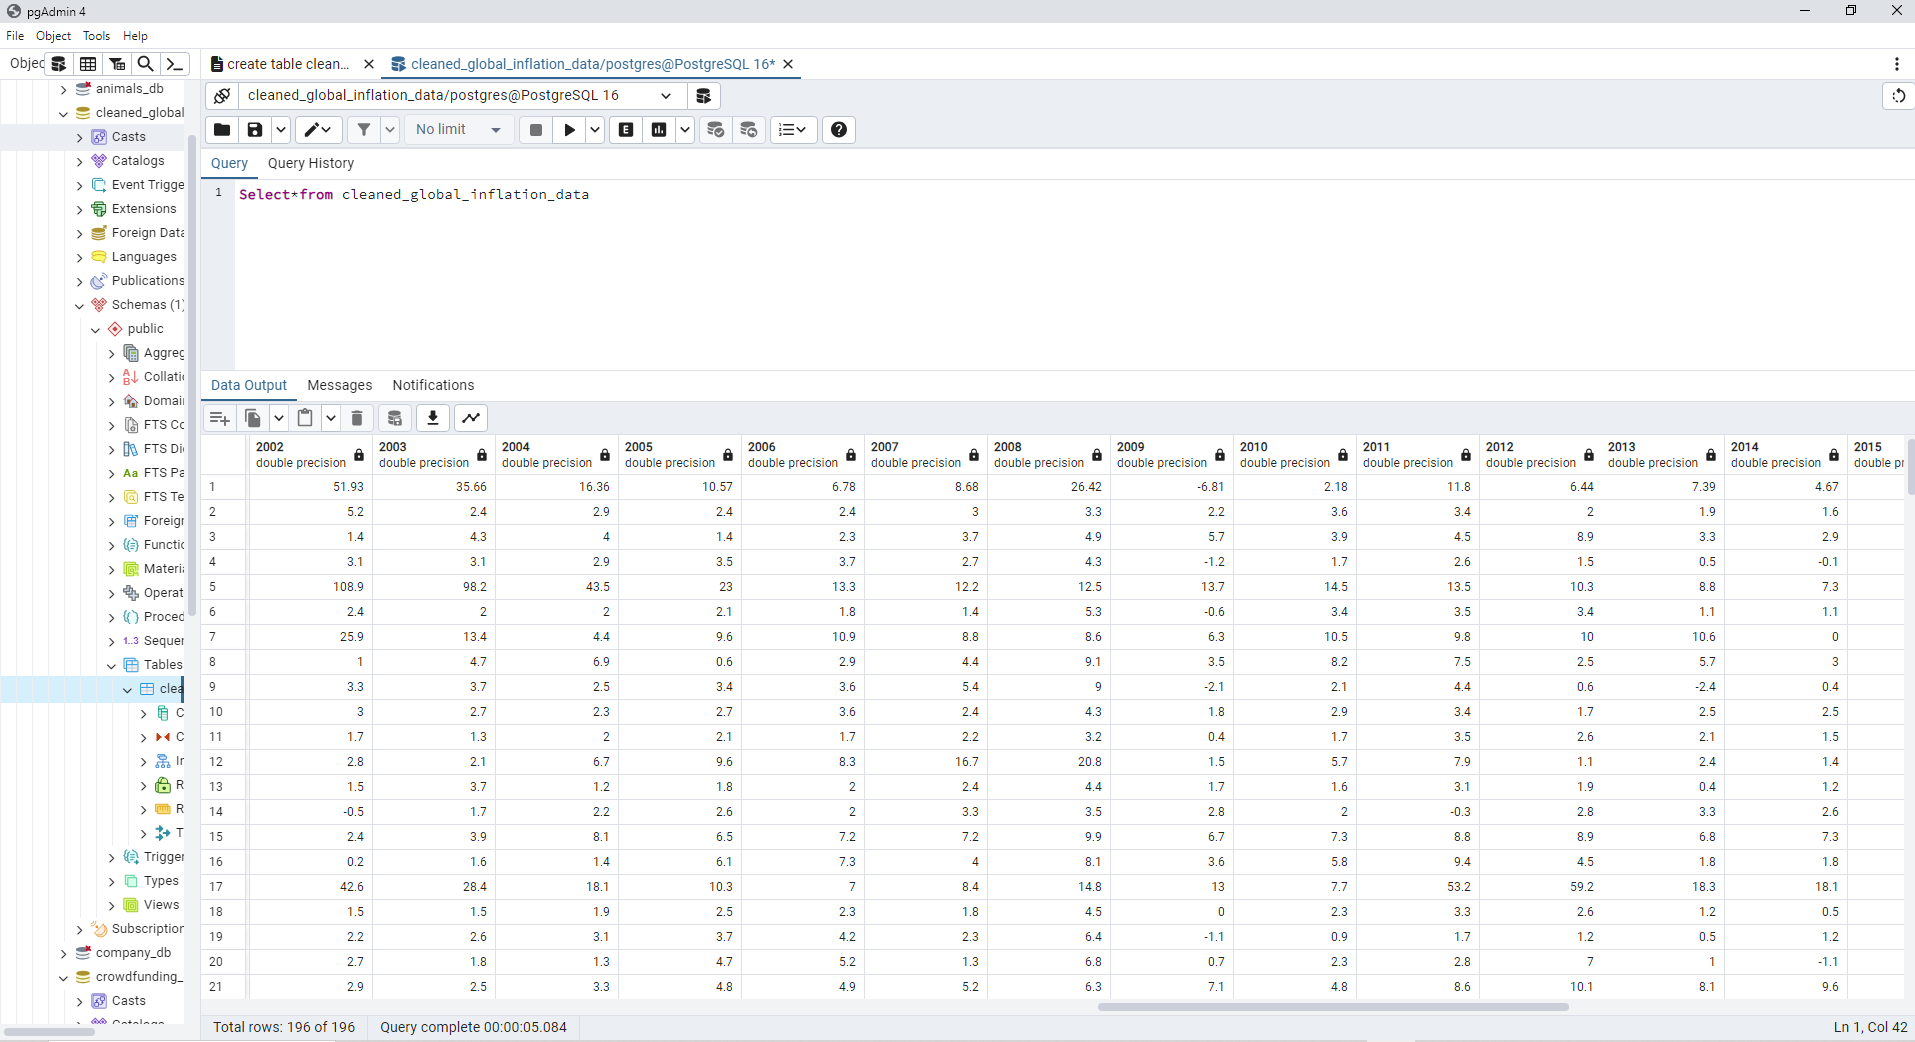 pgAdmin 4
File Object Tools Help
Objec
create table clean...
cleaned_global_inflation_data/postgres@PostgreSQL 16*
animals_db
cleaned_global
Casts
Catalogs
Event Trigge
Extensions
Foreign Data
Languages
Publications
Schemas (1)
public
Aggreg
Collatio
Domai
FTS Co
FTS Di
Aa FTS Pa
FTS Te
Foreign
Functio
Materia
Operat
Proced
1..3 Sequen
Tables
clea
C
C
In
R
R
T
Trigger
Types
Views
Subscription
company_db
crowdfunding_
Casts
Catalogs
cleaned_global_inflation_data/postgres@PostgreSQL 16
No limit
E
Query Query History
1 Select*from cleaned_global_inflation_data
Data Output Messages Notifications
2002 2003 2004 2005 2006 2007 2008 2009 2010 2011 2012 2013 2014 2015
double precision double precision double precision double precision double precision double precision double precision double precision double precision double precision double precision double precision double precision double pr
1 51.93 35.66 16.36 10.57 6.78 8.68 26.42 -6.81 2.18 11.8 6.44 7.39 4.67
2 5.2 2.4 2.9 2.4 2.4 3 3.3 2.2 3.6 3.4 2 1.9 1.6
3 1.4 4.3 4 1.4 2.3 3.7 4.9 5.7 3.9 4.5 8.9 3.3 2.9
4 3.1 3.1 2.9 3.5 3.7 2.7 4.3 -1.2 1.7 2.6 1.5 0.5 -0.1
5 108.9 98.2 43.5 23 13.3 12.2 12.5 13.7 14.5 13.5 10.3 8.8 7.3
6 2.4 2 2 2.1 1.8 1.4 5.3 -0.6 3.4 3.5 3.4 1.1 1.1
7 25.9 13.4 4.4 9.6 10.9 8.8 8.6 6.3 10.5 9.8 10 10.6 0
8 1 4.7 6.9 0.6 2.9 4.4 9.1 3.5 8.2 7.5 2.5 5.7 3
9 3.3 3.7 2.5 3.4 3.6 5.4 9 -2.1 2.1 4.4 0.6 -2.4 0.4
10 3 2.7 2.3 2.7 3.6 2.4 4.3 1.8 2.9 3.4 1.7 2.5 2.5
11 1.7 1.3 2 2.1 1.7 2.2 3.2 0.4 1.7 3.5 2.6 2.1 1.5
12 2.8 2.1 6.7 9.6 8.3 16.7 20.8 1.5 5.7 7.9 1.1 2.4 1.4
13 1.5 3.7 1.2 1.8 2 2.4 4.4 1.7 1.6 3.1 1.9 0.4 1.2
14 -0.5 1.7 2.2 2.6 2 3.3 3.5 2.8 2 -0.3 2.8 3.3 2.6
15 2.4 3.9 8.1 6.5 7.2 7.2 9.9 6.7 7.3 8.8 8.9 6.8 7.3
16 0.2 1.6 1.4 6.1 7.3 4 8.1 3.6 5.8 9.4 4.5 1.8 1.8
17 42.6 28.4 18.1 10.3 7 8.4 14.8 13 7.7 53.2 59.2 18.3 18.1
18 1.5 1.5 1.9 2.5 2.3 1.8 4.5 0 2.3 3.3 2.6 1.2 0.5
19 2.2 2.6 3.1 3.7 4.2 2.3 6.4 -1.1 0.9 1.7 1.2 0.5 1.2
20 2.7 1.8 1.3 4.7 5.2 1.3 6.8 0.7 2.3 2.8 7 1 -1.1
21 2.9 2.5 3.3 4.8 4.9 5.2 6.3 7.1 4.8 8.6 10.1 8.1 9.6
Total rows: 196 of 196 Query complete 00:00:05.084 Ln 1, Col 42